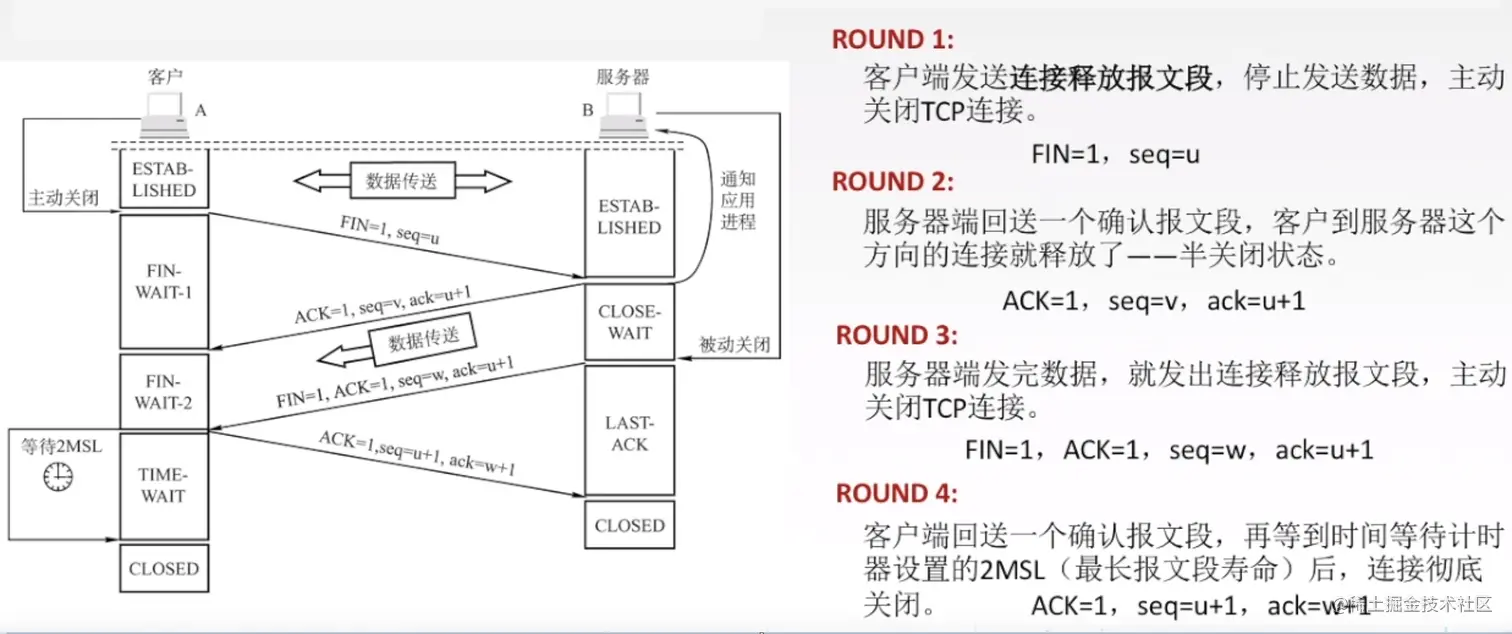 客户
服务器
A
B
ESTAB-
LISHED
数据传送
通知
应用
进程
主动关闭
ESTAB-
LISHED
FIN=1, seq=u
FIN-
WAIT-1
ACK=1, seq=v, ack=u+1
CLOSE-
WAIT
数据传送
被动关闭
FIN=1, ACK=1, seq=w, ack=u+1
FIN-
WAIT-2
LAST-
ACK
等待2MSL
ACK=1,seq=u+1, ack=w+1
TIME-
WAIT
CLOSED
CLOSED
ROUND 1:
客户端发送连接释放报文段，停止发送数据，主动
关闭TCP连接。
FIN=1，seq=u
ROUND 2:
服务器端回送一个确认报文段，客户到服务器这个
方向的连接就释放了——半关闭状态。
ACK=1，seq=v，ack=u+1
ROUND 3:
服务器端发完数据，就发出连接释放报文段，主动
关闭TCP连接。
FIN=1，ACK=1，seq=w，ack=u+1
ROUND 4:
客户端回送一个确认报文段，再等到时间等待计时
器设置的2MSL（最长报文段寿命）后，连接彻底
关闭。 ACK=1，seq=u+1，ack=w+1
@稀土掘金技术社区